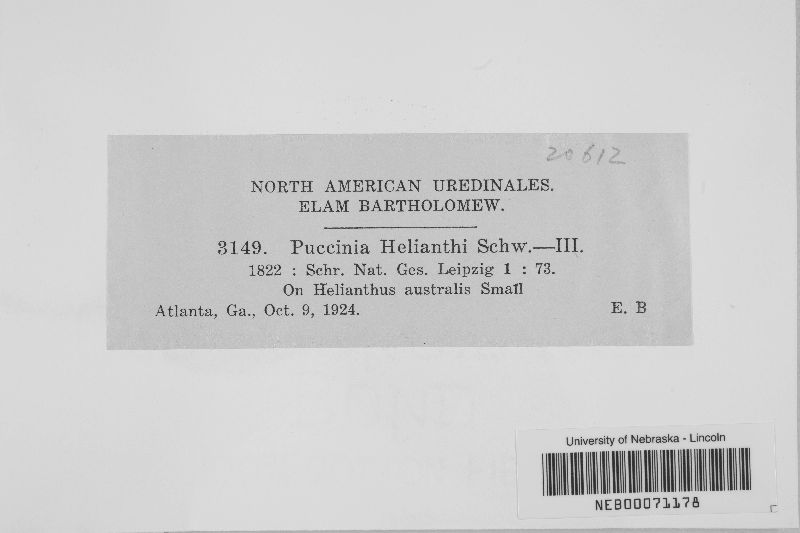 20612
NORTH AMERICAN UREDINALES.
ELAM BARTHOLOMEW.
3149. Puccinia Helianthi Schw.—III.
1822 : Schr. Nat. Ges. Leipzig 1 : 73.
On Helianthus australis Small
Atlanta, Ga., Oct. 9, 1924. E. B
University of Nebraska - Lincoln
NEB00071178